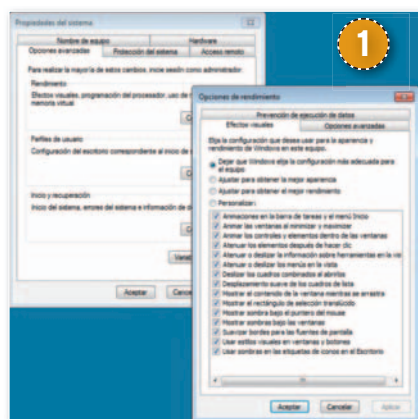 Propiedades del sistema
Nombre de equipo
Hardware
Opciones avanzadas
Protección del sistema
Acceso remoto
Para realizar la mayoría de estos cambios, inicie sesión como administrador.
Rendimiento
Efectos visuales, programación del procesador, uso de
memoria virtual
Perfiles de usuario
Configuración del escritorio correspondiente al inicio de
Inicio y recuperación
Inicio del sistema, errores del sistema e información de
Aceptar
1
Opciones de rendimiento
Prevención de ejecución de datos
Efectos visuales
Opciones avanzadas
Elija la configuración que desea usar para la apariencia y
rendimiento de Windows en este equipo.
Dejar que Windows elija la configuración más adecuada para
el equipo
Ajustar para obtener la mejor apariencia
Ajustar para obtener el mejor rendimiento
Personalizar:
Animaciones en la barra de tareas y el menú Inicio
Animar las ventanas al minimizar y maximizar
Animar los controles y elementos dentro de las ventanas
Atenuar los elementos después de hacer clic
Atenuar o deslizar la información sobre herramientas en la vis
Atenuar o deslizar los menús en la vista
Deslizar los cuadros combinados al abrirlos
Desplazamiento suave de los cuadros de lista
Mostrar el contenido de la ventana mientras se arrastra
Mostrar el rectángulo de selección translúcido
Mostrar sombra bajo el puntero del mouse
Mostrar sombras bajo las ventanas
Suavizar bordes para las fuentes de pantalla
Usar estilos visuales en ventanas y botones
Usar sombras en las etiquetas de iconos en el Escritorio
Aceptar
Cancelar
Aplicar